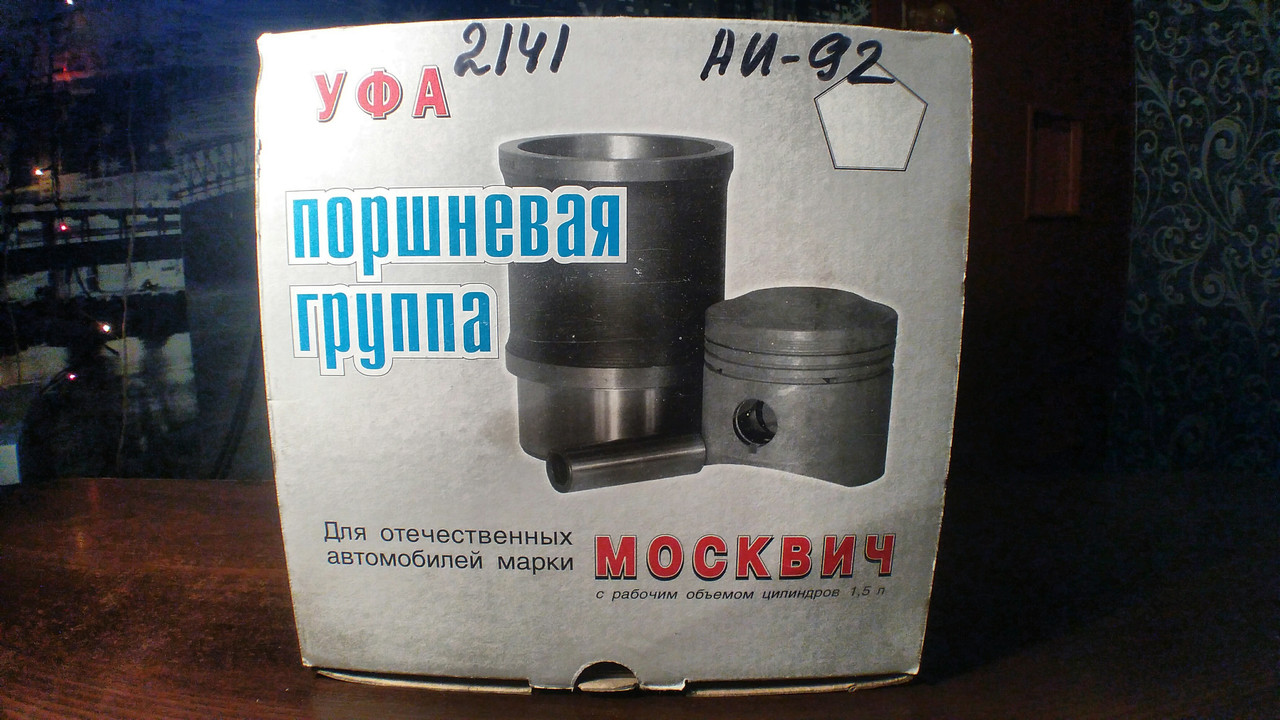 2141 АИ-92
УФА
поршневая
группа
Для отечественных
автомобилей марки
МОСКВИЧ
с рабочим объемом цилиндров 1,5 л